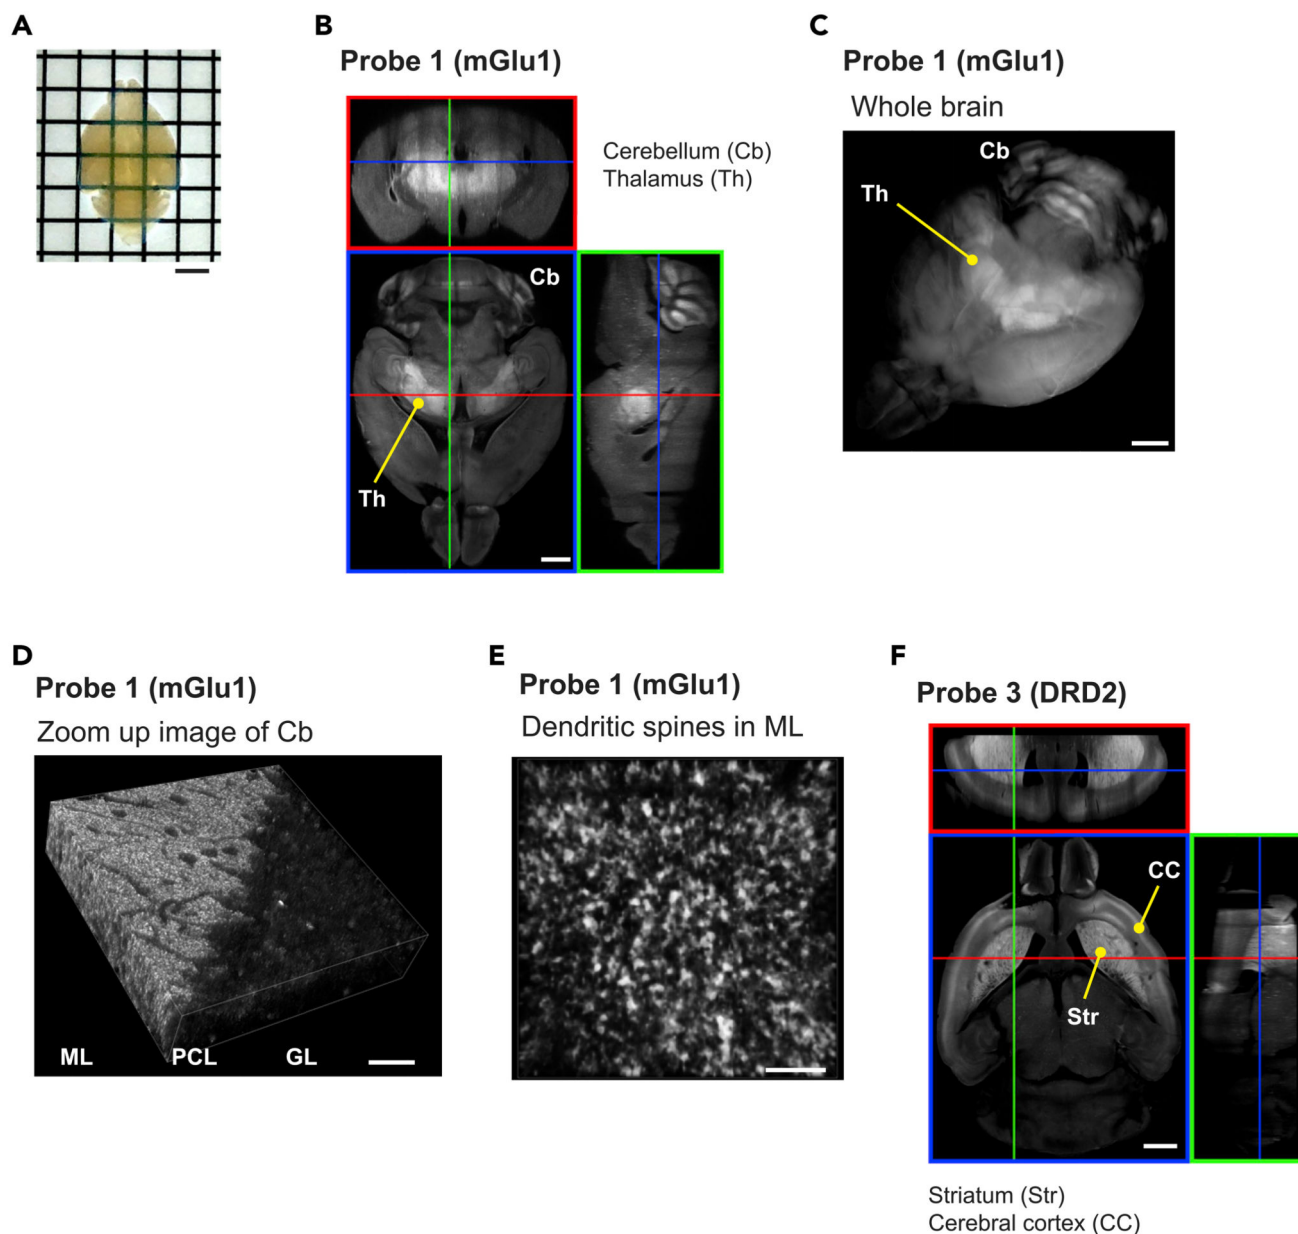 A
B
Probe 1 (mGlu1)
Cerebellum (Cb)
Thalamus (Th)
Cb
Th
C
Probe 1 (mGlu1)
Whole brain
Cb
Th
D
Probe 1 (mGlu1)
Zoom up image of Cb
ML
PCL
GL
E
Probe 1 (mGlu1)
Dendritic spines in ML
F
Probe 3 (DRD2)
CC
Str
Striatum (Str)
Cerebral cortex (CC)